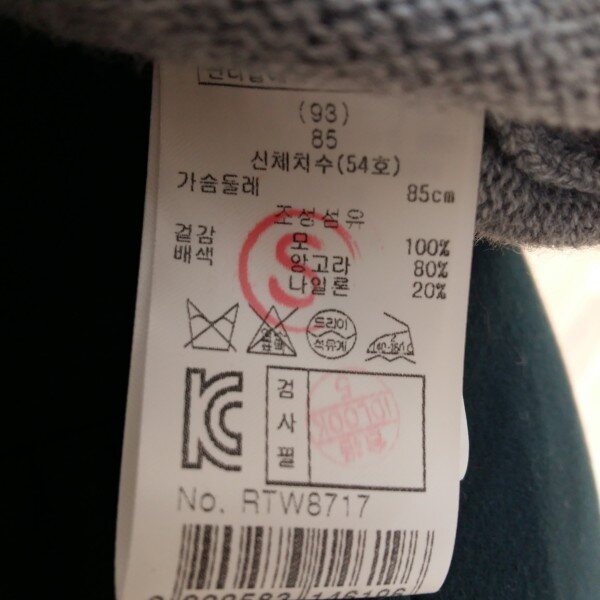 (93)
85
신체치수(54호)
가슴둘레 85cm
조성섬유
겉감 모 100%
배색 앙고라 80%
나일론 20%
드라이
석유계
검사필
No. RTW8717